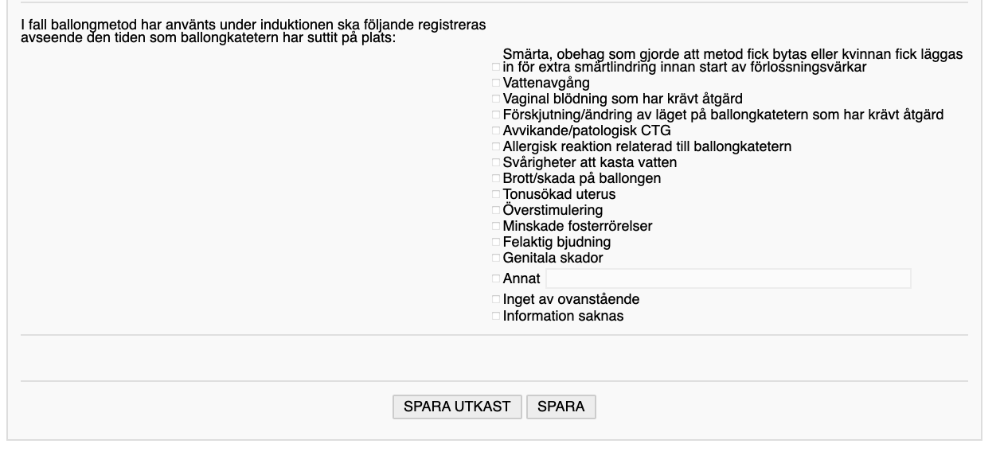 I fall ballongmetod har använts under induktionen ska följande registreras
avseende den tiden som ballongkatetern har suttit på plats:
Smärta, obehag som gjorde att metod fick bytas eller kvinnan fick läggas
in för extra smärtlindring innan start av förlossningsvärkar
Vattenavgång
Vaginal blödning som har krävt åtgärd
Förskjutning/ändring av läget på ballongkatetern som har krävt åtgärd
Avvikande/patologisk CTG
Allergisk reaktion relaterad till ballongkatetern
Svårigheter att kasta vatten
Brott/skada på ballongen
Tonusökad uterus
Överstimulering
Minskade fosterrörelser
Felaktig bjudning
Genitala skador
Annat
Inget av ovanstående
Information saknas
SPARA UTKAST SPARA